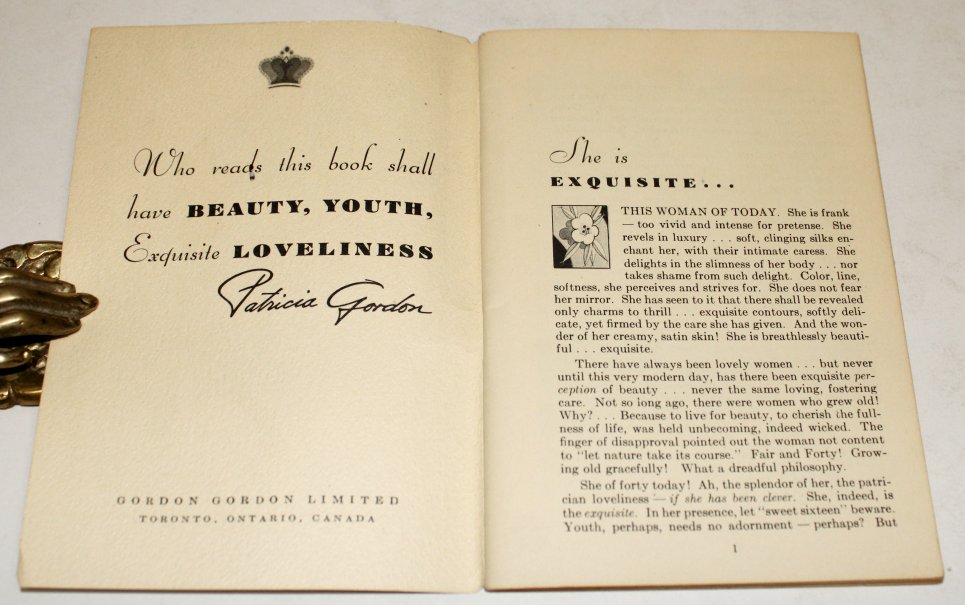 Who reads this book shall
have BEAUTY, YOUTH,
Exquisite LOVELINESS
Patricia Gordon
GORDON GORDON LIMITED
TORONTO, ONTARIO, CANADA
She is
EXQUISITE...
THIS WOMAN OF TODAY. She is frank
— too vivid and intense for pretense. She
revels in luxury . . . soft, clinging silks en-
chant her, with their intimate caress. She
delights in the slimness of her body . . . nor
takes shame from such delight. Color, line,
softness, she perceives and strives for. She does not fear
her mirror. She has seen to it that there shall be revealed
only charms to thrill . . . exquisite contours, softly deli-
cate, yet firmed by the care she has given. And the won-
der of her creamy, satin skin! She is breathlessly beauti-
ful . . . exquisite.
There have always been lovely women . . . but never
until this very modern day, has there been exquisite per-
ception of beauty . . . never the same loving, fostering
care. Not so long ago, there were women who grew old!
Why? . . . Because to live for beauty, to cherish the full-
ness of life, was held unbecoming, indeed wicked. The
finger of disapproval pointed out the woman not content
to "let nature take its course." Fair and Forty! Grow-
ing old gracefully! What a dreadful philosophy.
She of forty today! Ah, the splendor of her, the patri-
cian loveliness — if she has been clever. She, indeed, is
the exquisite. In her presence, let "sweet sixteen" beware.
Youth, perhaps, needs no adornment — perhaps? But
1